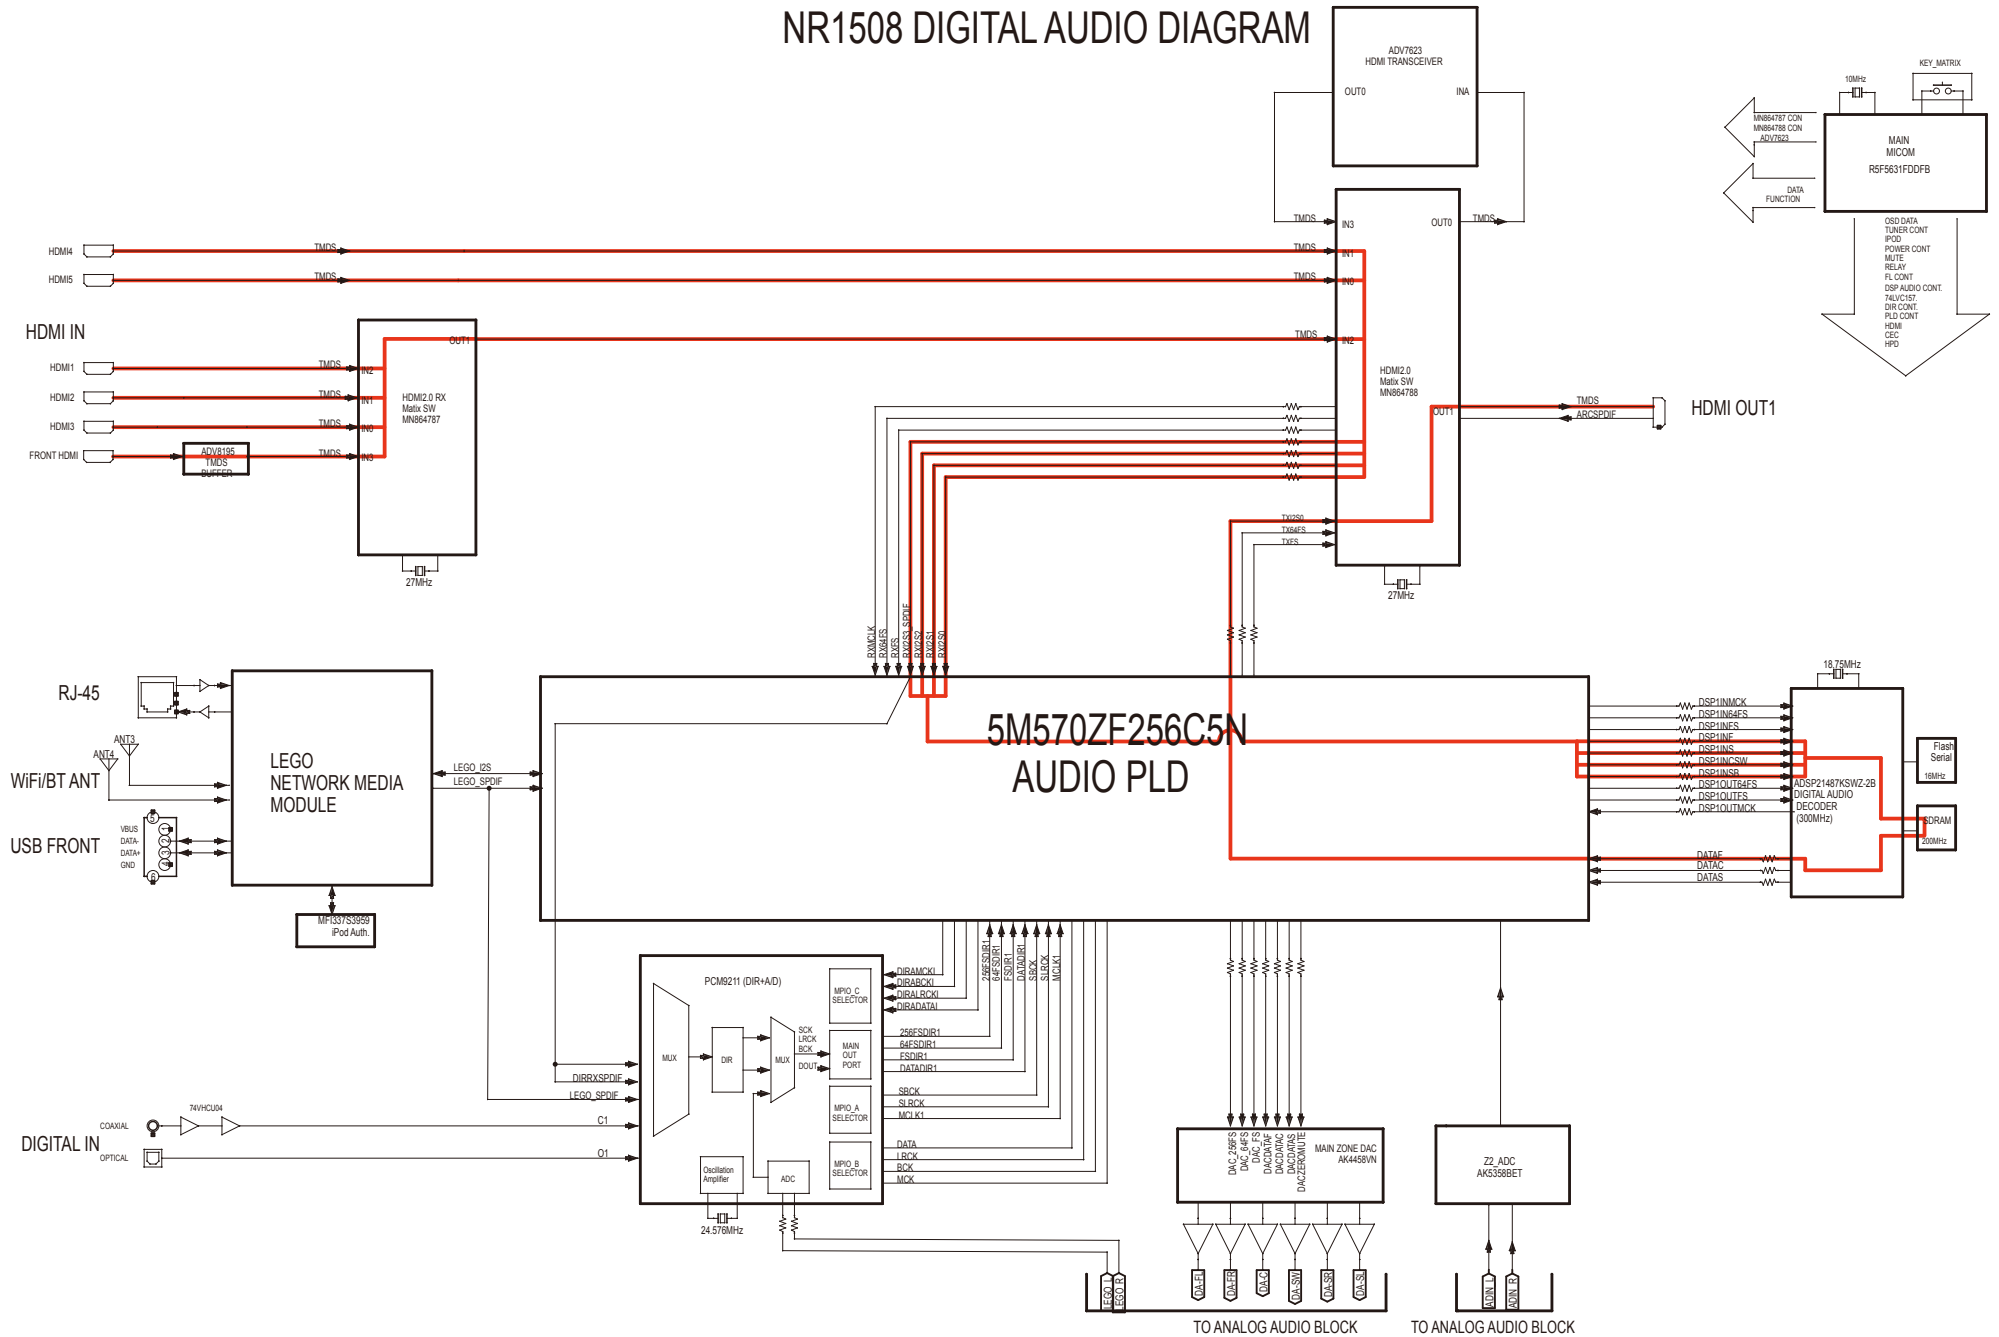 NR1508 DIGITAL AUDIO DIAGRAM
ADV7623
HDMI TRANSCEIVER
OUT0
INA
10MHz
KEY_MATRIX
MN864787 CON
MN864788 CON
ADV7623
MAIN
MICOM
R5F5631FDDFB
DATA
FUNCTION
OSD DATA
TUNER CONT
IPOD
POWER CONT
MUTE
RELAY
FL CONT
DSP AUDIO CONT.
74LVC157.
DIR CONT.
PLD CONT
HDMI
CEC
HPD
TMDS
IN3
OUT0
TMDS
HDMI4
TMDS
TMDS
IN1
HDMI5
TMDS
TMDS
IN0
HDMI IN
OUT1
TMDS
IN2
HDMI1
TMDS
IN2
HDMI2
TMDS
IN1
HDMI3
TMDS
IN0
FRONT HDMI
ADV8195
TMDS
BUFFER
TMDS
IN3
HDMI2.0 RX
Matix SW
MN864787
27MHz
HDMI2.0
Matix SW
MN864788
OUT1
TMDS
ARCSPDIF
HDMI OUT1
TXI2S0
TX64FS
TXFS
27MHz
RXMCLK
RX64FS
RXFS
RXI2S3_SPDIF
RXI2S2
RXI2S1
RXI2S0
RJ-45
ANT3
ANT4
WiFi/BT ANT
USB FRONT
VBUS
DATA-
DATA+
GND
5
1
2
3
4
6
LEGO
NETWORK MEDIA
MODULE
LEGO_I2S
LEGO_SPDIF
MFI337S3959
iPod Auth.
5M570ZF256C5N
AUDIO PLD
18.75MHz
DSP1INMCK
DSP1IN64FS
DSP1INFS
DSP1INF
DSP1INS
DSP1INCSW
DSP1INSB
DSP1OUT64FS
DSP1OUTFS
DSP1OUTMCK
DATAF
DATAC
DATAS
ADSP21487KSWZ-2B
DIGITAL AUDIO
DECODER
(300MHz)
Flash
Serial
16MHz
SDRAM
200MHz
PCM9211 (DIR+A/D)
MUX
DIR
MUX
SCK
LRCK
BCK
DOUT
MPIO_C
SELECTOR
MAIN
OUT
PORT
MPIO_A
SELECTOR
MPIO_B
SELECTOR
Oscillation
Amplifier
ADC
24.576MHz
DIRAMCKI
DIRABCKI
DIRALRCKI
DIRADATAI
256FSDIR1
64FSDIR1
FSDIR1
DATADIR1
SBCK
SLRCK
MCLK1
DATA
LRCK
BCK
MCK
256FSDIR1
64FSDIR1
FSDIR1
DATADIR1
SBCK
SLRCK
MCLK1
DIRRXSPDIF
LEGO_SPDIF
C1
O1
DIGITAL IN
COAXIAL
OPTICAL
74VHCU04
DAC_256FS
DAC_64FS
DAC_FS
DACDATAF
DACDATAC
DACDATAS
DACZEROMUTE
MAIN ZONE DAC
AK4458VN
Z2_ADC
AK5358BET
LEGO_L
LEGO_R
DA-FL
DA-FR
DA-C
DA-SW
DA-SR
DA-SL
ADIN_L
ADIN_R
TO ANALOG AUDIO BLOCK
TO ANALOG AUDIO BLOCK